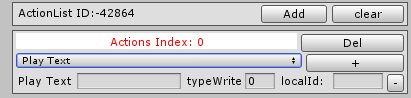 ActionList ID:-42864 Add clear
Actions Index: 0 Del
Play Text +
Play Text typeWrite 0 localId: -